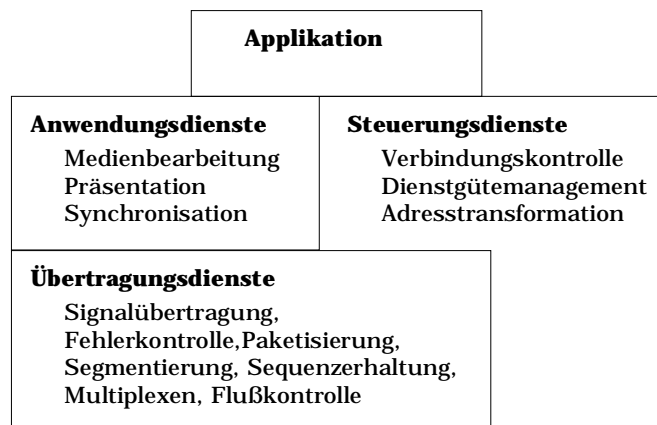 Applikation
Anwendungsdienste
Medienbearbeitung
Präsentation
Synchronisation
Steuerungsdienste
Verbindungskontrolle
Dienstgütemanagement
Adresstransformation
Übertragungsdienste
Signalübertragung,
Fehlerkontrolle,Paketisierung,
Segmentierung, Sequenzerhaltung,
Multiplexen, Flußkontrolle